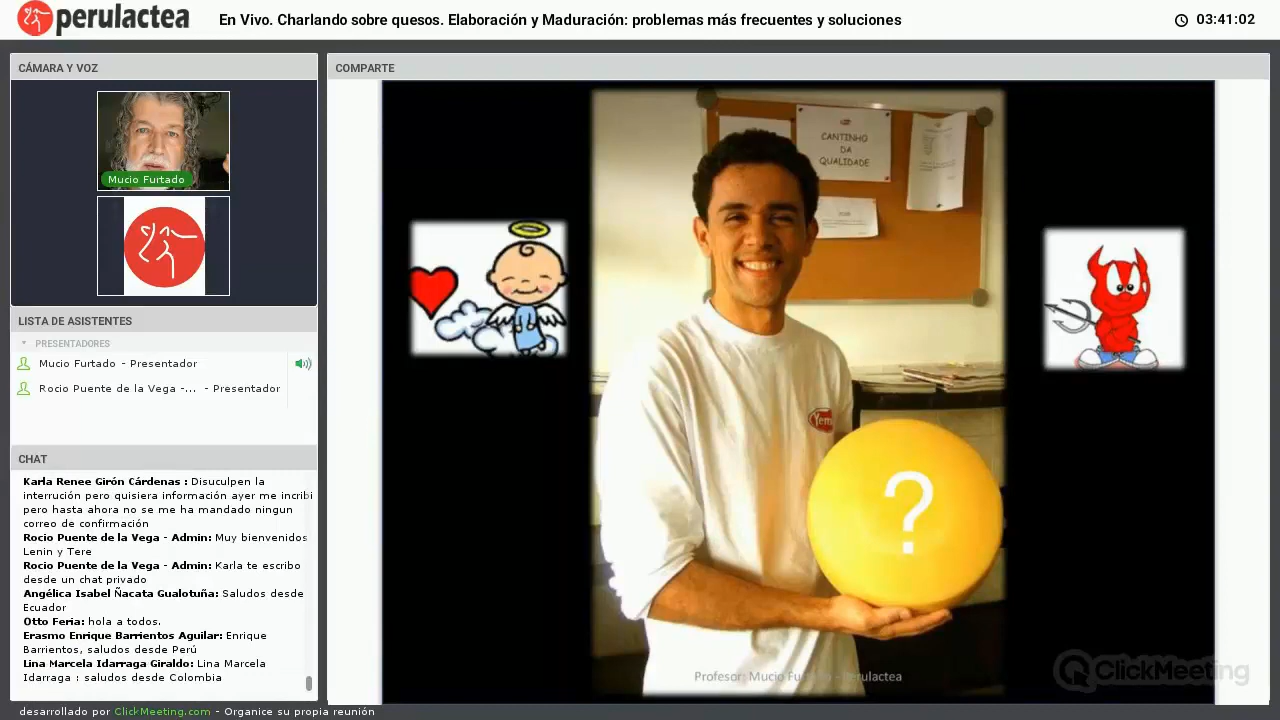 perulactea
En Vivo. Charlando sobre quesos. Elaboración y Maduración: problemas más frecuentes y soluciones
03:41:02
CÁMARA Y VOZ
Mucio Furtado
LISTA DE ASISTENTES
PRESENTADORES
Mucio Furtado - Presentador
Rocio Puente de la Vega -... - Presentador
CHAT
Karla Renee Girón Cárdenas : Disuculpen la
interrución pero quisiera información ayer me incribi
pero hasta ahora no se me ha mandado ningun
correo de confirmación
Rocio Puente de la Vega - Admin: Muy bienvenidos
Lenin y Tere
Rocio Puente de la Vega - Admin: Karla te escribo
desde un chat privado
Angélica Isabel Ñacata Gualotuña: Saludos desde
Ecuador
Otto Feria: hola a todos.
Erasmo Enrique Barrientos Aguilar: Enrique
Barrientos, saludos desde Perú
Lina Marcela Idarraga Giraldo: Lina Marcela
Idarraga : saludos desde Colombia
COMPARTE
CANTINHO
DA
QUALIDADE
?
Profesor: Mucio Furtado - Perulactea
ClickMeeting
desarrollado por ClickMeeting.com - Organice su propia reunión